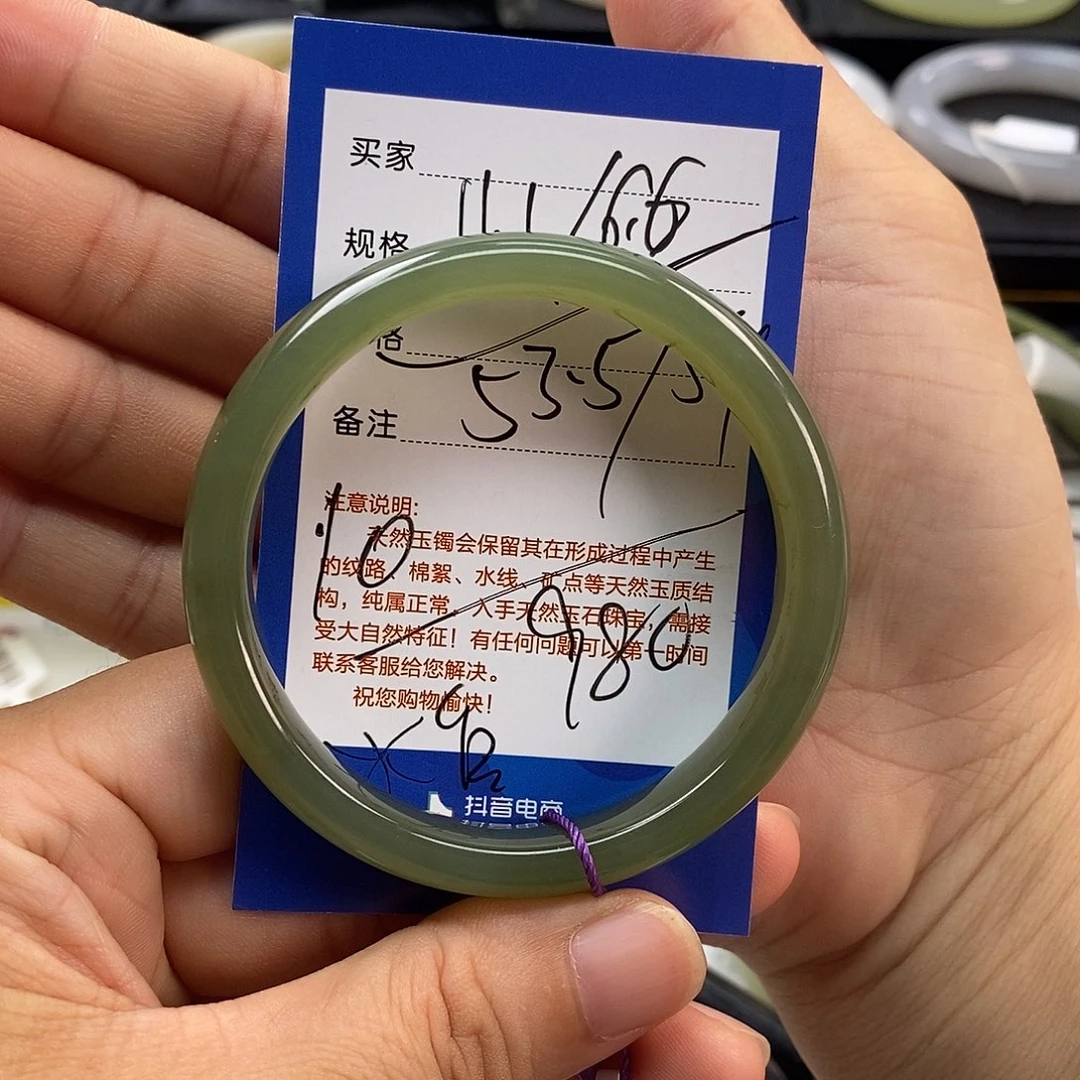 买家
11.1/6.6
规格
格
53.5/
备注
注意说明:
天然玉镯会保留其在形成过程中产生
的纹路、棉絮、水线、矿点等天然玉质结
构，纯属正常，入手天然玉石珠宝，需接
受大自然特征！有任何问题可以第一时间
联系客服给您解决。
祝您购物愉快！
10
980
抖音电商